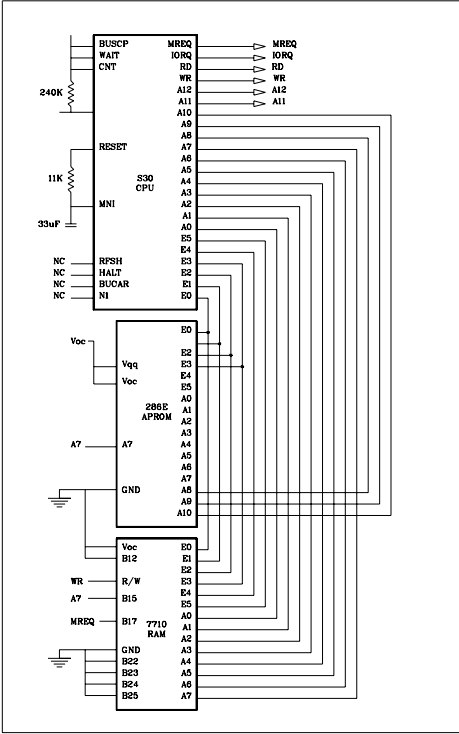 BUSCP MREQ MREQ
WAIT IORQ IORQ
CNT RD RD
WR WR
240K A12 A12
A11 A11
A10
A9
A8
RESET A7
A6
A5
11K S30 A4
CPU A3
MNI A2
A1
33uF A0
E5
E4
NC RFSH E3
NC HALT E2
NC BUCAR E1
NC N1 E0
E0
Voc
E2
Vqq E3
E4
Voc E5
A0
286E A1
APROM A2
A3
A7 A7 A4
A5
A6
A7
GND A8
A9
A10
Voc E0
B12 E1
E2
WR R/W E3
E4
A7 B15 E5
A0
MREQ B17 7710 A1
RAM A2
GND A3
B22 A4
B23 A5
B24 A6
B25 A7